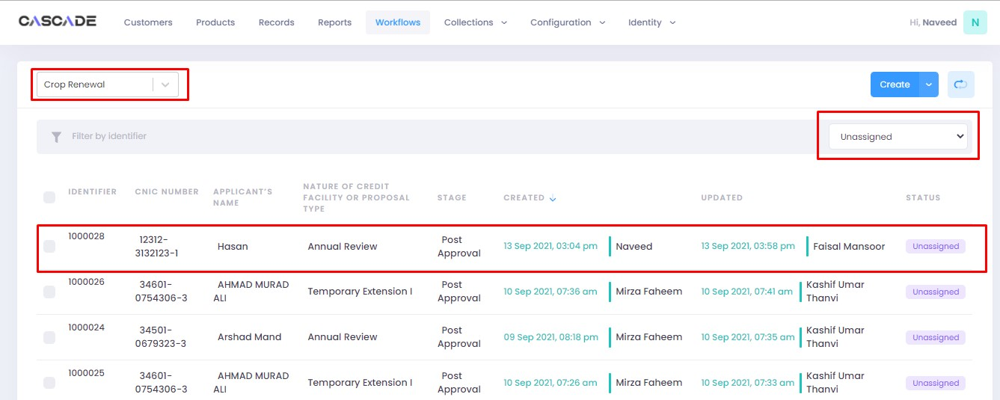 CASCADE Customers Products Records Reports Workflows Collections Configuration Identity Hi, Naveed N
Crop Renewal Create
Filter by identifier Unassigned
IDENTIFIER CNIC NUMBER APPLICANT'S NAME NATURE OF CREDIT FACILITY OR PROPOSAL TYPE STAGE CREATED UPDATED STATUS
1000028 12312-3132123-1 Hasan Annual Review Post Approval 13 Sep 2021, 03:04 pm Naveed 13 Sep 2021, 03:58 pm Faisal Mansoor Unassigned
1000026 34601-0754306-3 AHMAD MURAD ALI Temporary Extension I Post Approval 10 Sep 2021, 07:36 am Mirza Faheem 10 Sep 2021, 07:41 am Kashif Umar Thanvi Unassigned
1000024 34501-0679323-3 Arshad Mand Annual Review Post Approval 09 Sep 2021, 08:18 pm Mirza Faheem 10 Sep 2021, 07:35 am Kashif Umar Thanvi Unassigned
1000025 34601-0754306-3 AHMAD MURAD ALI Temporary Extension I Post Approval 10 Sep 2021, 07:26 am Mirza Faheem 10 Sep 2021, 07:33 am Kashif Umar Thanvi Unassigned